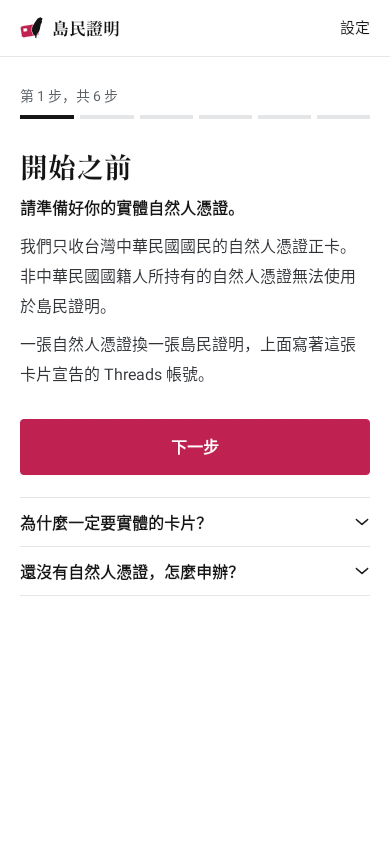 島民證明
設定
第 1 步，共 6 步
開始之前
請準備好你的實體自然人憑證。
我們只收台灣中華民國國民的自然人憑證正卡。
非中華民國國籍人所持有的自然人憑證無法使用
於島民證明。
一張自然人憑證換一張島民證明，上面寫著這張
卡片宣告的 Threads 帳號。
下一步
為什麼一定要實體的卡片？
還沒有自然人憑證，怎麼申辦？